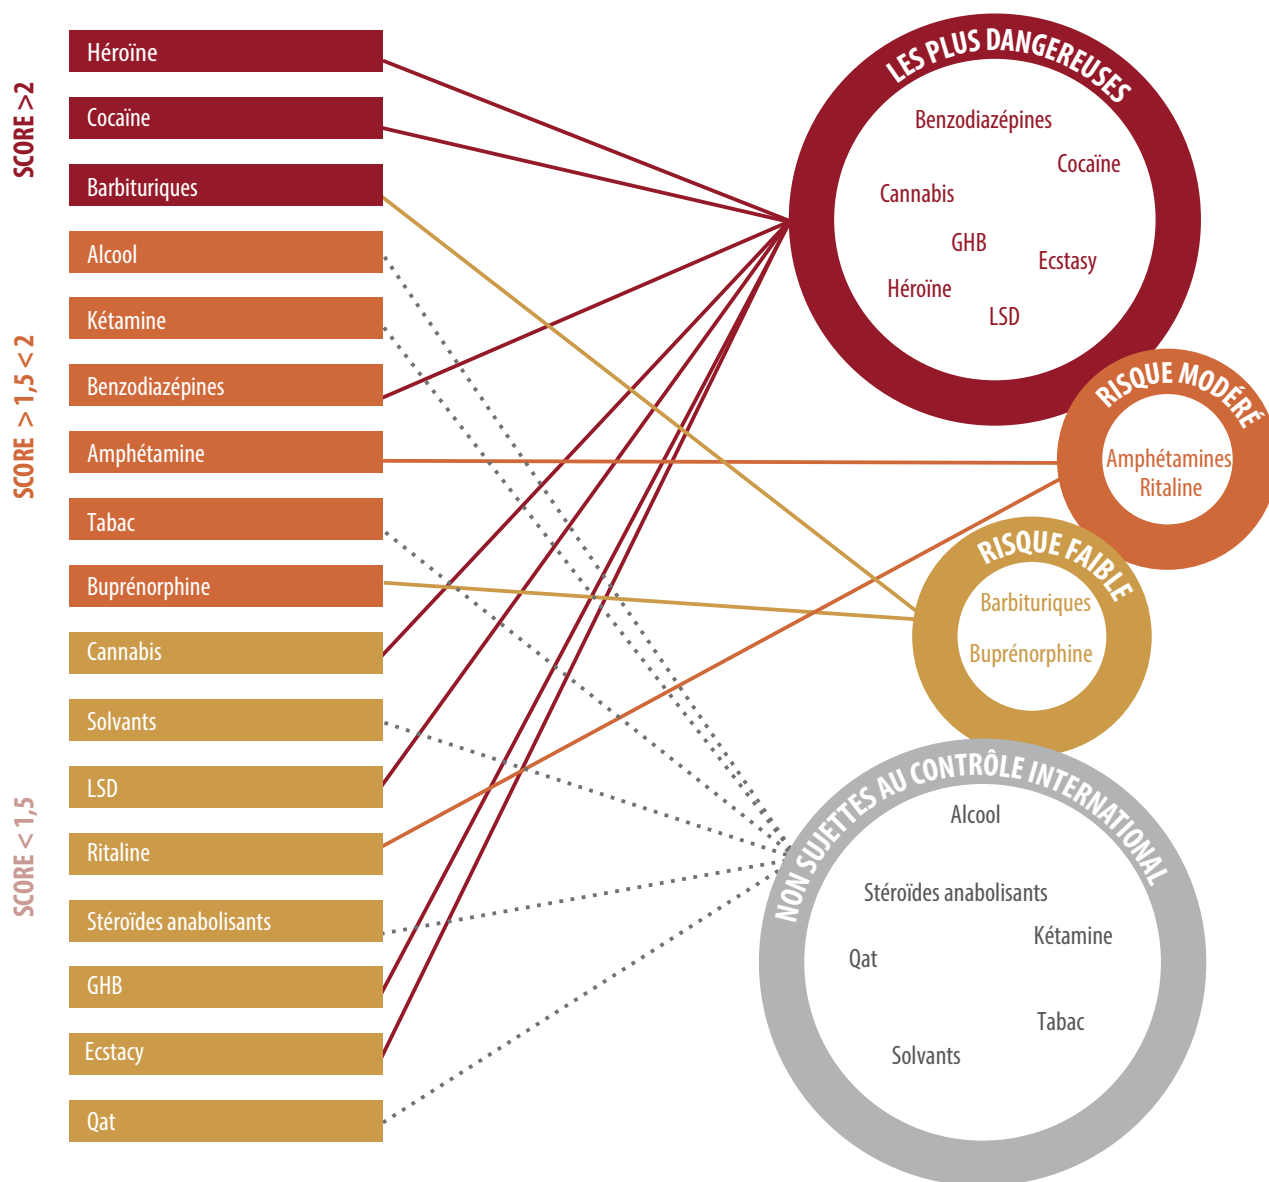 SCORE >2
Héroïne
Cocaïne
Barbituriques
SCORE > 1,5 < 2
Alcool
Kétamine
Benzodiazépines
Amphétamine
Tabac
Buprénorphine
SCORE < 1,5
Cannabis
Solvants
LSD
Ritaline
Stéroïdes anabolisants
GHB
Ecstacy
Qat
LES PLUS DANGEREUSES
Benzodiazépines
Cocaïne
Cannabis
GHB
Ecstasy
Héroïne
LSD
RISQUE MODÉRÉ
Amphétamines
Ritaline
RISQUE FAIBLE
Barbituriques
Buprénorphine
NON SUJETTES AU CONTRÔLE INTERNATIONAL
Alcool
Stéroïdes anabolisants
Kétamine
Qat
Tabac
Solvants